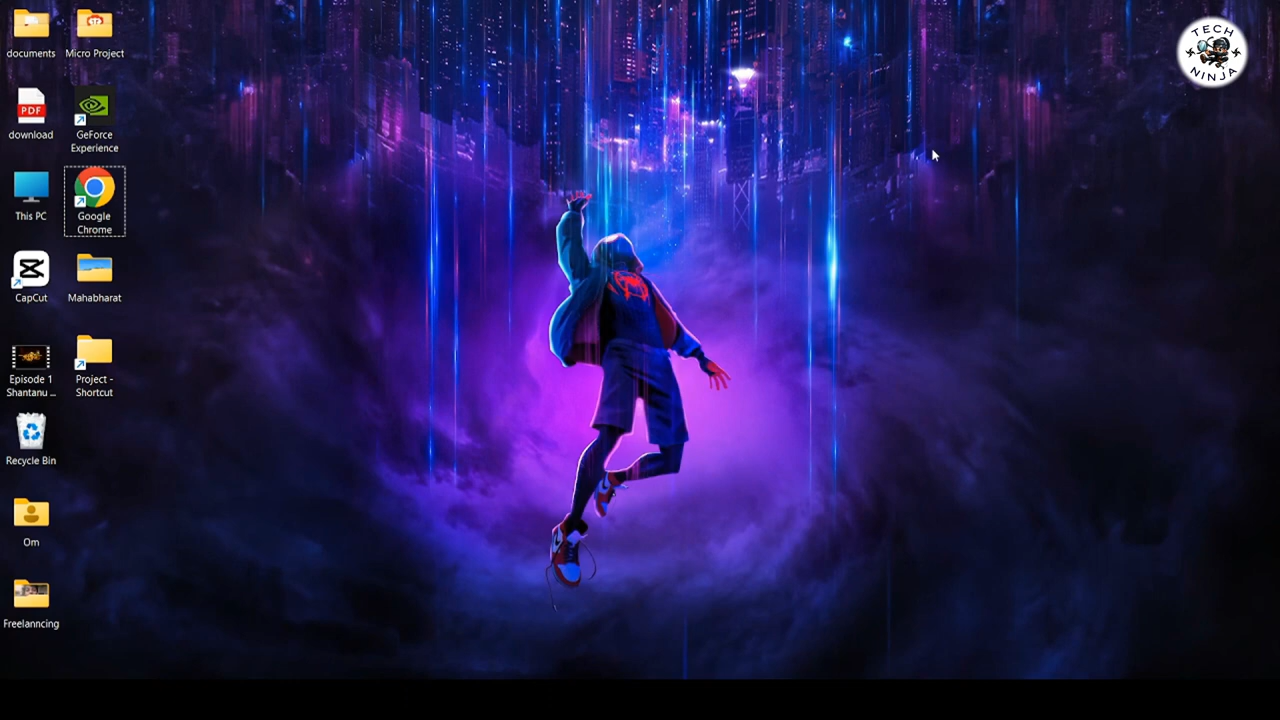 documents
Micro Project
PDF
download
GeForce
Experience
This PC
Google
Chrome
CapCut
Mahabharat
Episode 1
Shantanu ...
Project -
Shortcut
Recycle Bin
Om
Freelanncing
TECH
NINJA